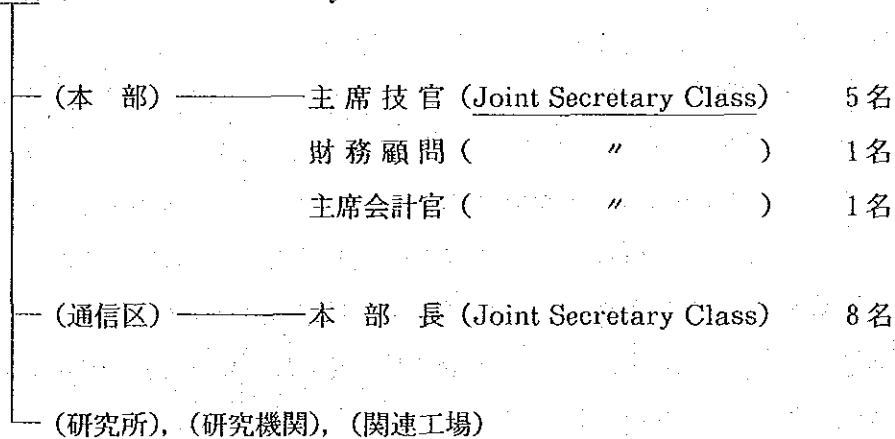 (本 部) 主席技官 (Joint Secretary Class) 5名
財務顧問 ( 〃 ) 1名
主席会計官 ( 〃 ) 1名
(通信区) 本 部 長 (Joint Secretary Class) 8名
(研究所), (研究機関), (関連工場)